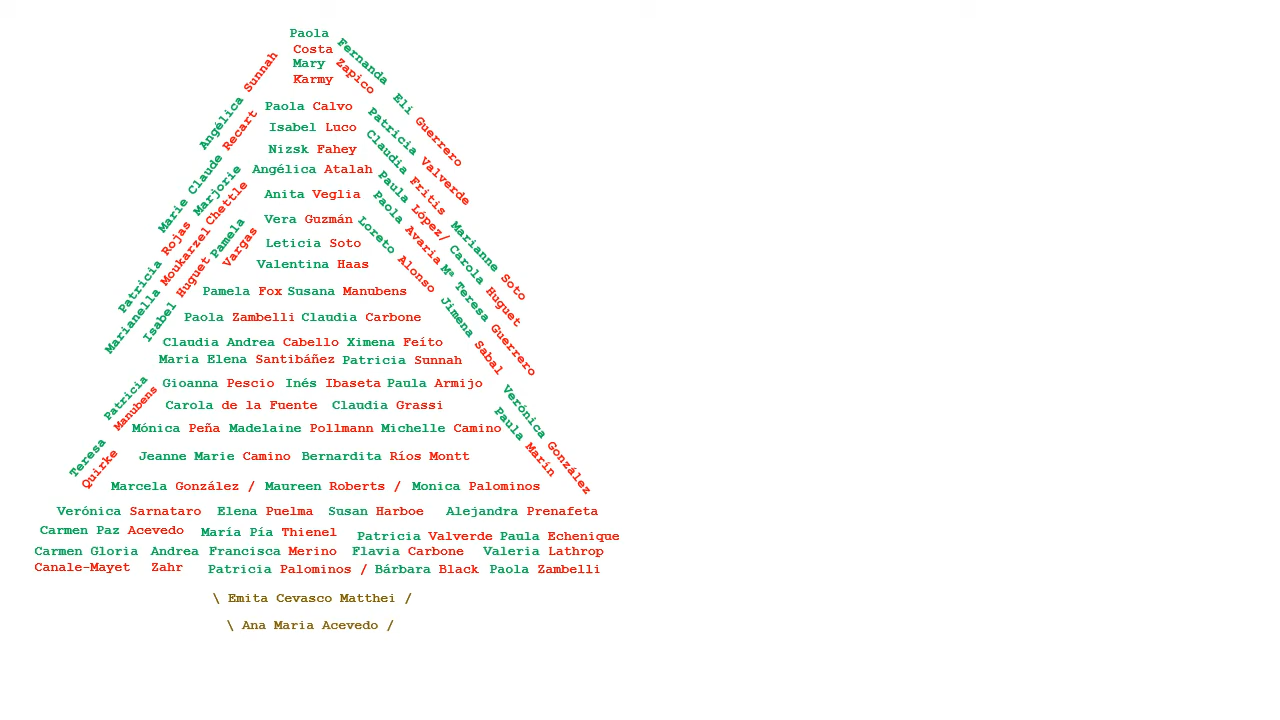 Paola
Costa
Mary
Karmy
Fernanda
Zapico
Angélica Sunnah
Eli Guerrero
Paola Calvo
Isabel Luco
Nizsk Fahey
Angélica Atalah
Anita Veglia
Vera Guzmán
Leticia Soto
Valentina Haas
Marie Claude Recart
Patricia Rojas Marjorie
Marianella Moukarzel Chettle
Isabel Huguet Pamela
Vargas
Patricia Valverde
Claudia Fritis Marianne Soto
Paula López/ Carola Huguet
Paola Avaria Mª Teresa Guerrero
Loreto Alonso
Jimena Sabal
Pamela Fox Susana Manubens
Paola Zambelli Claudia Carbone
Claudia Andrea Cabello Ximena Feíto
Maria Elena Santibáñez Patricia Sunnah
Gioanna Pescio Inés Ibaseta Paula Armijo
Carola de la Fuente Claudia Grassi
Mónica Peña Madelaine Pollmann Michelle Camino
Jeanne Marie Camino Bernardita Ríos Montt
Patricia
Manubens
Teresa
Quirke
Verónica González
Paula Marín
Marcela González / Maureen Roberts / Monica Palominos
Verónica Sarnataro Elena Puelma Susan Harboe Alejandra Prenafeta
Carmen Paz Acevedo María Pía Thienel Patricia Valverde Paula Echenique
Carmen Gloria Andrea Francisca Merino Flavia Carbone Valeria Lathrop
Canale-Mayet Zahr Patricia Palominos / Bárbara Black Paola Zambelli
\ Emita Cevasco Matthei /
\ Ana Maria Acevedo /